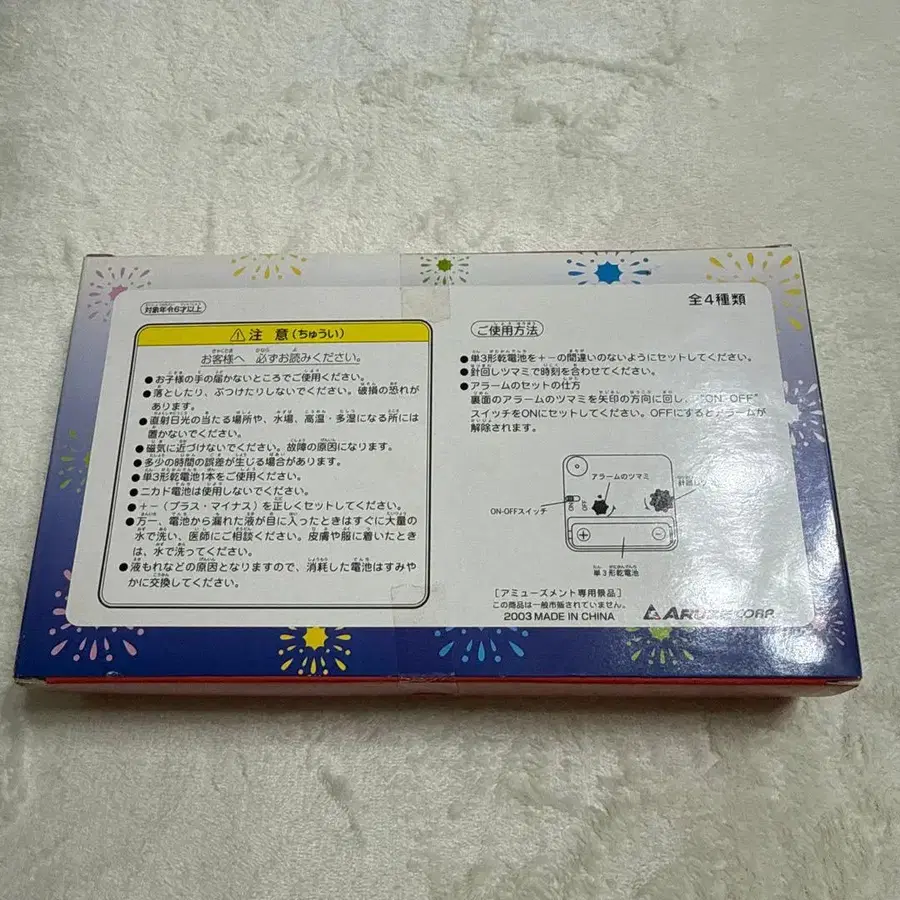 対象年令6才以上
注 意(ちゅうい)
お客様へ 必ずお読みください。
●お子様の手の届かないところでご使用ください。
●落としたり、ぶつけたりしないでください。破損の恐れが
あります。
●直射日光の当たる場所や、水場、高温・多湿になる所には
置かないでください。
●磁気に近づけないでください。故障の原因になります。
●多少の時間の誤差が生じる場合があります。
●単3形乾電池1本をご使用ください。
●ニカド電池は使用しないでください。
●+-(プラス・マイナス)を正しくセットしてください。
●万一、電池から漏れた液が目に入ったときはすぐに大量の
水で洗い、医師にご相談ください。皮膚や服に着いたとき
は、水で洗ってください。
●液もれなどの原因となりますので、消耗した電池はすみや
かに交換してください。
全4種類
ご使用方法
●単3形乾電池を+-の間違いのないようにセットしてください。
●針回しツマミで時刻を合わせてください。
●アラームのセットの仕方
裏面のアラームのツマミを矢印の方向に回し、"ON-OFF"
スイッチをONにセットしてください。OFFにするとアラームが
解除されます。
アラームのツマミ
ON-OFFスイッチ
ON
OFF
単3形乾電池
[アミューズメント専用景品]
この商品は一般市販されていません。
2003 MADE IN CHINA
ARUZE CORP.